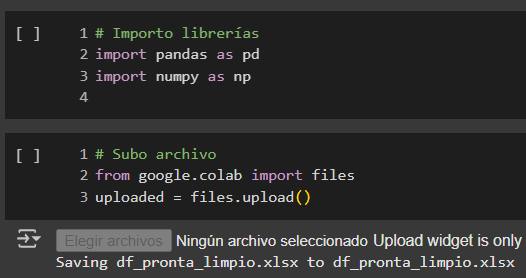 [ ] 1 # Importo librerías
2 import pandas as pd
3 import numpy as np
4
[ ] 1 # Subo archivo
2 from google.colab import files
3 uploaded = files.upload()
Elegir archivos Ningún archivo seleccionado Upload widget is only
Saving df_pronta_limpio.xlsx to df_pronta_limpio.xlsx